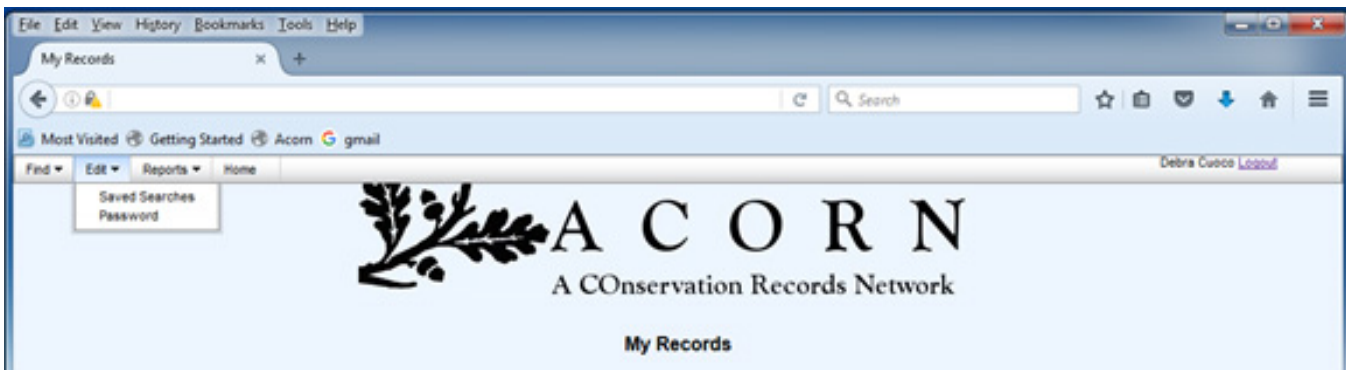 File Edit View History Bookmarks Tools Help
My Records × +
Search
Most Visited Getting Started Acorn G gmail
Find Edit Reports Home Debra Cuoco Logout
Saved Searches
Password
A C O R N
A COnservation Records Network
My Records